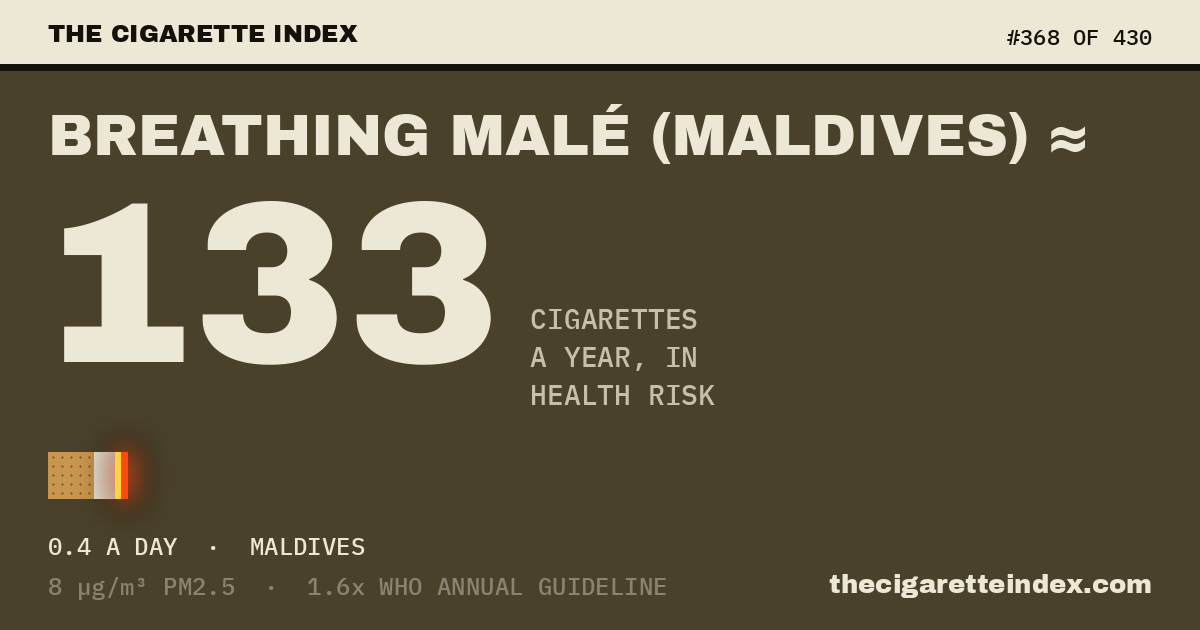 THE CIGARETTE INDEX
#368 OF 430
BREATHING MALÉ (MALDIVES) ≈
133
CIGARETTES
A YEAR, IN
HEALTH RISK
0.4 A DAY · MALDIVES
8 µg/m³ PM2.5 · 1.6x WHO ANNUAL GUIDELINE
thecigaretteindex.com